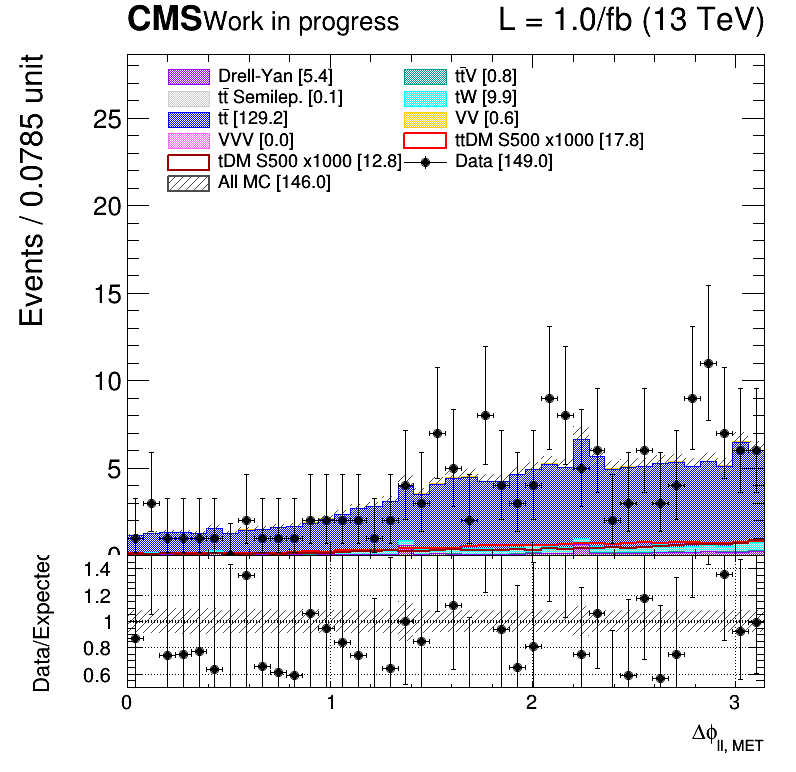 CMS Work in progress L = 1.0/fb (13 TeV)
Events / 0.0785 unit
Drell-Yan [5.4]
tt̄V [0.8]
tt̄ Semilep. [0.1]
tW [9.9]
tt̄ [129.2]
VV [0.6]
VVV [0.0]
ttDM S500 x1000 [17.8]
tDM S500 x1000 [12.8]
Data [149.0]
All MC [146.0]
25
20
15
10
5
0
Data/Expected
1.4
1.2
1
0.8
0.6
0 1 2 3
Δϕll, MET